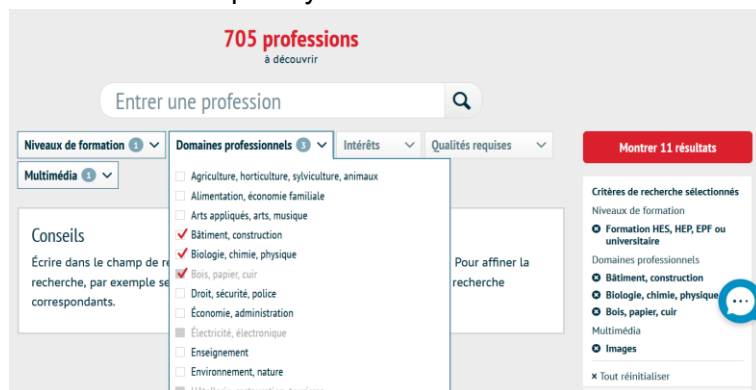 705 professions
à découvrir
Entrer une profession
Niveaux de formation 1
Domaines professionnels 3
Intérêts
Qualités requises
Multimédia 1
Agriculture, horticulture, sylviculture, animaux
Alimentation, économie familiale
Arts appliqués, arts, musique
Bâtiment, construction
Biologie, chimie, physique
Bois, papier, cuir
Droit, sécurité, police
Économie, administration
Électricité, électronique
Enseignement
Environnement, nature
Conseils
Écrire dans le champ de re
Pour affiner la
recherche, par exemple se
recherche
correspondants.
Montrer 11 résultats
Critères de recherche sélectionnés
Niveaux de formation
Formation HES, HEP, EPF ou
universitaire
Domaines professionnels
Bâtiment, construction
Biologie, chimie, physique
Bois, papier, cuir
Multimédia
Images
× Tout réinitialiser